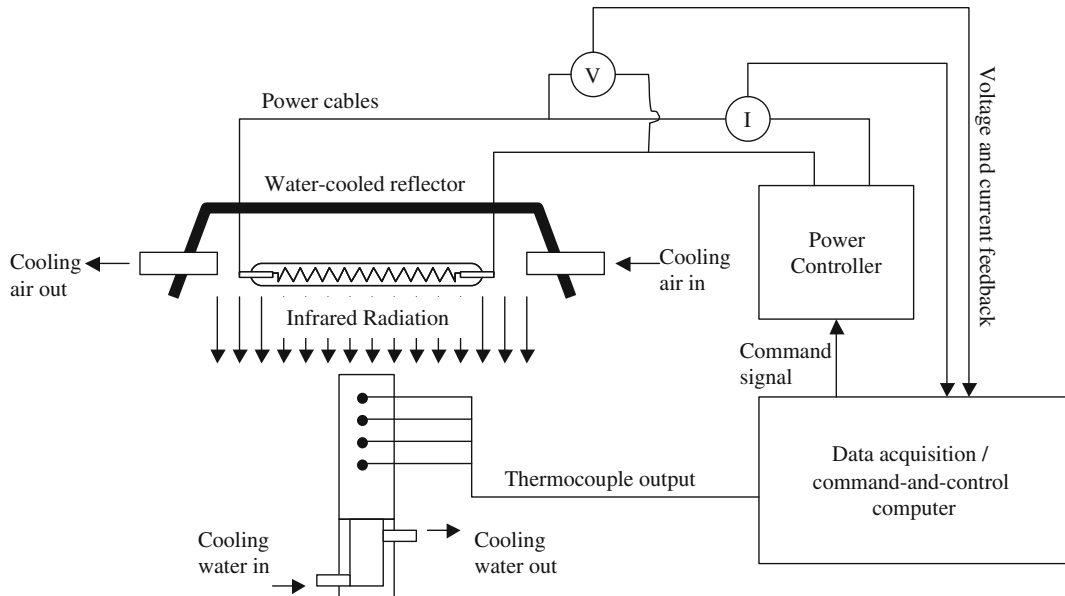 V
Power cables
I
Voltage and current feedback
Water-cooled reflector
Cooling
air out
Cooling
air in
Power
Controller
Infrared Radiation
Command
signal
Data acquisition /
command-and-control
computer
Thermocouple output
Cooling
water in
Cooling
water out